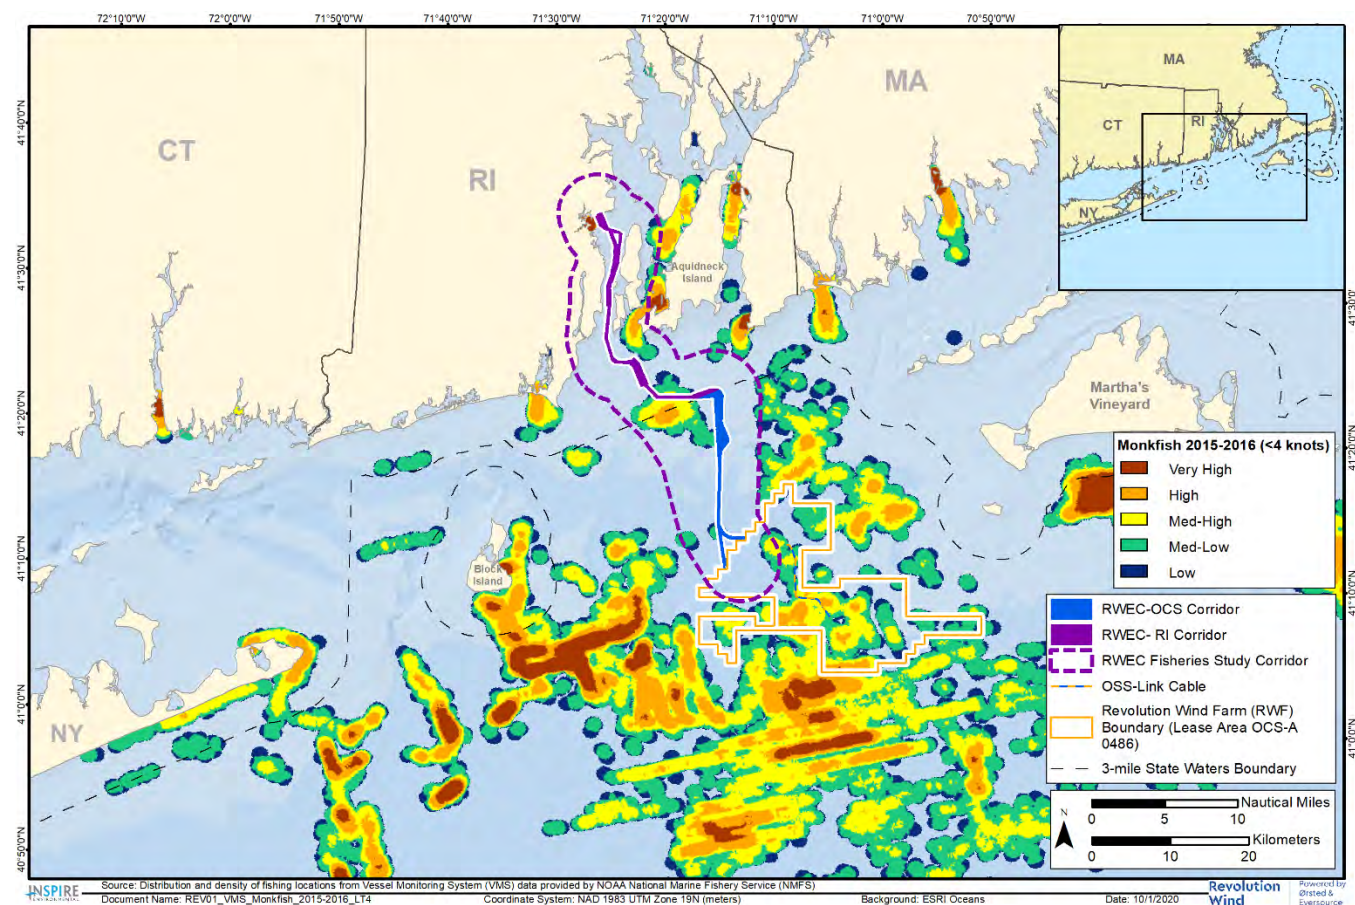 72°10'0"W 72°0'0"W 71°50'0"W 71°40'0"W 71°30'0"W 71°20'0"W 71°10'0"W 71°0'0"W 70°50'0"W
41°40'0"N
41°30'0"N
41°20'0"N
41°10'0"N
41°0'0"N
40°50'0"N
CT
RI
MA
NY
Aquidneck
Island
Block
Island
Martha's
Vineyard
MA
CT
RI
NY
41°30'0"N
41°20'0"N
41°10'0"N
41°0'0"N
Monkfish 2015-2016 (<4 knots)
Very High
High
Med-High
Med-Low
Low
RWEC-OCS Corridor
RWEC- RI Corridor
RWEC Fisheries Study Corridor
OSS-Link Cable
Revolution Wind Farm (RWF)
Boundary (Lease Area OCS-A
0486)
3-mile State Waters Boundary
N
Nautical Miles
0 5 10
Kilometers
0 10 20
INSPIRE
ENVIRONMENTAL
Source: Distribution and density of fishing locations from Vessel Monitoring System (VMS) data provided by NOAA National Marine Fishery Service (NMFS)
Document Name: REV01_VMS_Monkfish_2015-2016_LT4 Coordinate System: NAD 1983 UTM Zone 19N (meters) Background: ESRI Oceans Date: 10/1/2020
Revolution
Wind
Powered by
Ørsted &
Eversource